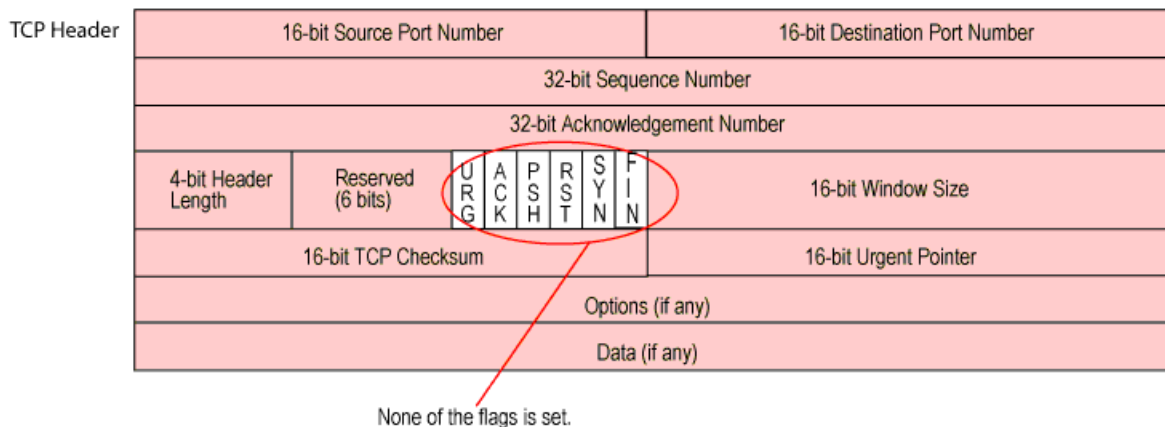 TCP Header
16-bit Source Port Number
16-bit Destination Port Number
32-bit Sequence Number
32-bit Acknowledgement Number
4-bit Header
Length
Reserved
(6 bits)
URG
ACK
PSH
RST
SYN
FIN
16-bit Window Size
16-bit TCP Checksum
16-bit Urgent Pointer
Options (if any)
Data (if any)
None of the flags is set.